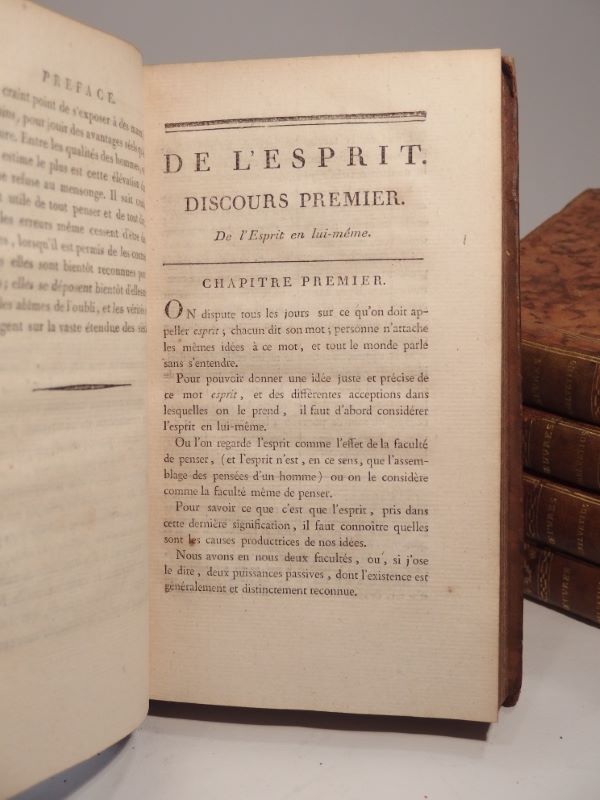 PREFACE.
craint point de s'exposer à des
pour jouir des avantages réels
Entre les qualités des hommes,
estime le plus est cette élévation
refuse au mensonge. Il sait
de tout penser et de tout
les erreurs même cessent d'être
, lorsqu'il est permis de les
elles sont bientôt reconnues
; elles se déposent bientôt
les abîmes de l'oubli, et les
sur la vaste étendue des
DE L'ESPRIT.
DISCOURS PREMIER.
De l'Esprit en lui-même.
CHAPITRE PREMIER.
ON dispute tous les jours sur ce qu'on doit ap-
peller esprit ; chacun dit son mot ; personne n'attache
les mêmes idées à ce mot, et tout le monde parle
sans s'entendre.
Pour pouvoir donner une idée juste et précise de
ce mot esprit, et des différentes acceptions dans
lesquelles on le prend, il faut d'abord considérer
l'esprit en lui-même.
Ou l'on regarde l'esprit comme l'effet de la faculté
de penser, (et l'esprit n'est, en ce sens, que l'assem-
blage des pensées d'un homme) ou on le considère
comme la faculté même de penser.
Pour savoir ce que c'est que l'esprit, pris dans
cette dernière signification, il faut connoître quelles
sont les causes productrices de nos idées.
Nous avons en nous deux facultés, ou, si j'ose
le dire, deux puissances passives, dont l'existence est
généralement et distinctement reconnue.